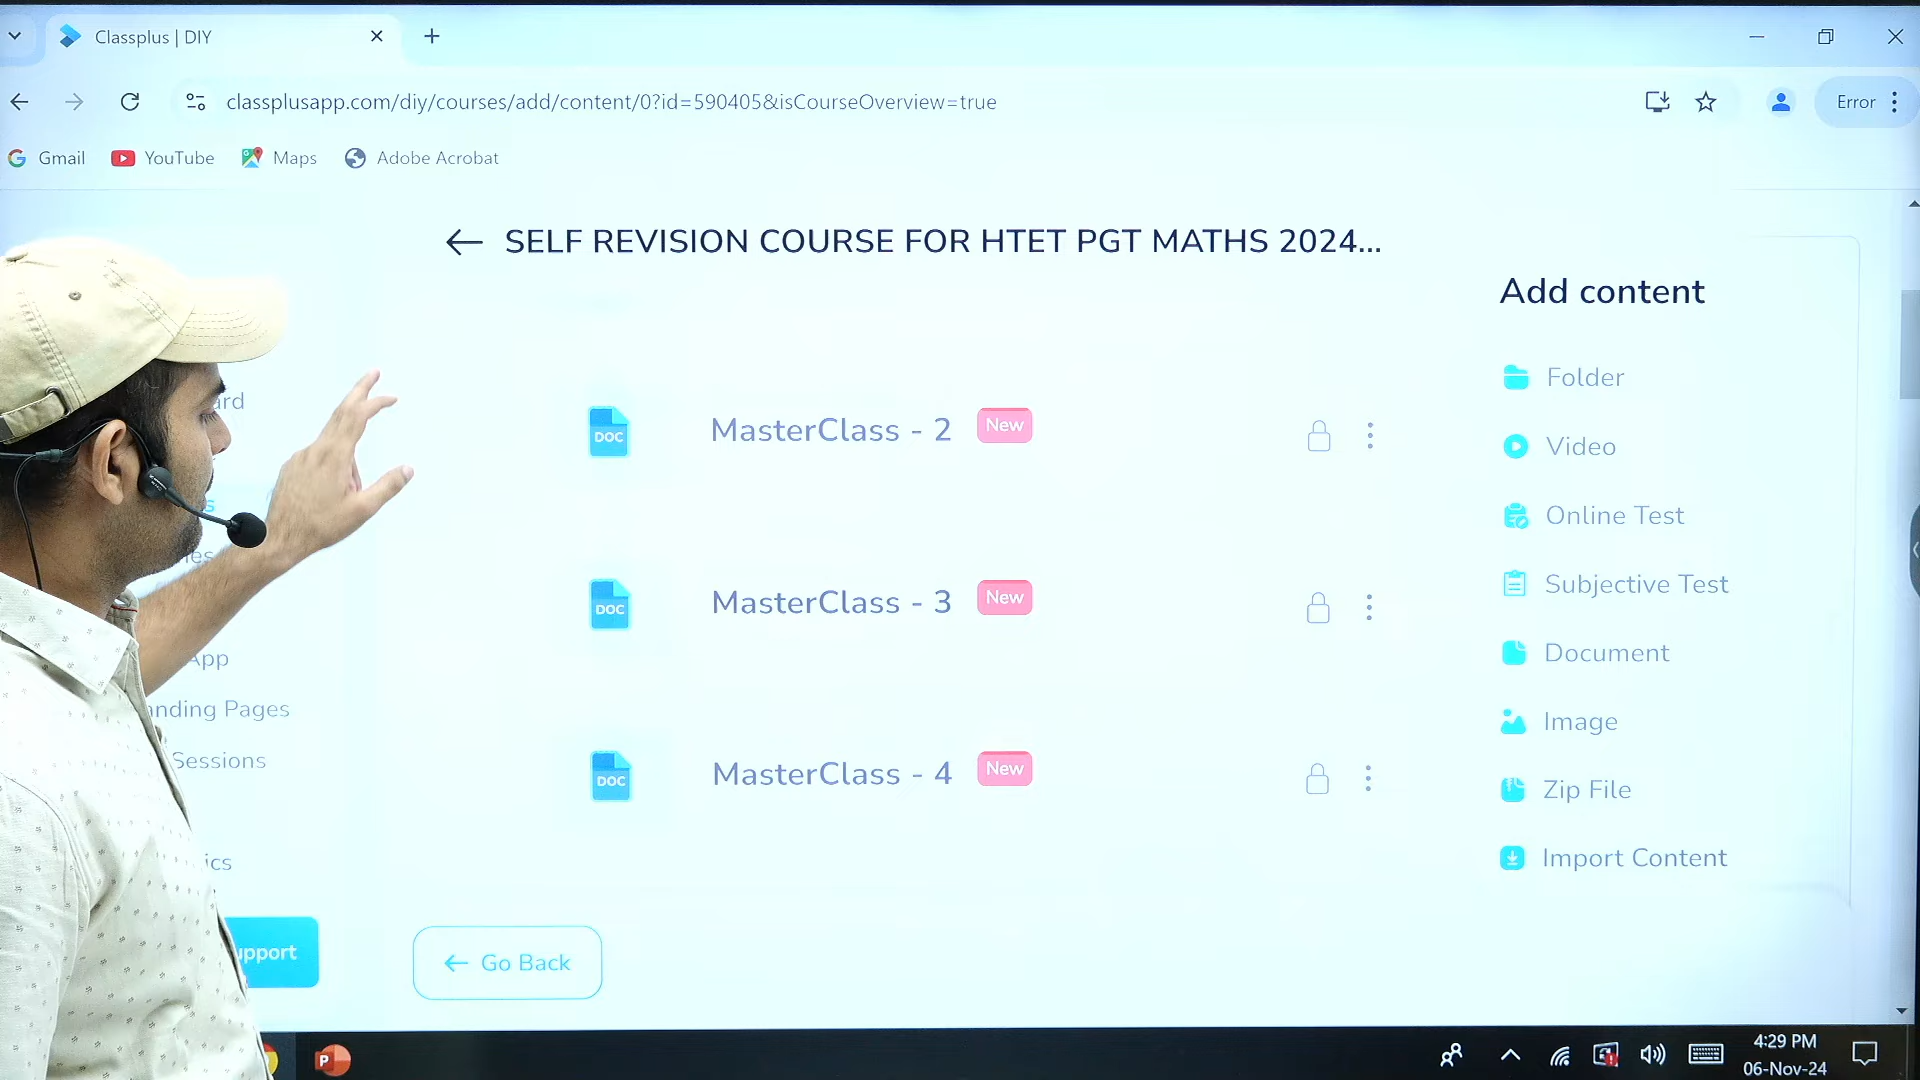 Classplus | DIY
classplusapp.com/diy/courses/add/content/0?id=590405&isCourseOverview=true
Error
Gmail
YouTube
Maps
Adobe Acrobat
SELF REVISION COURSE FOR HTET PGT MATHS 2024...
Add content
Folder
MasterClass - 2
New
Video
Online Test
DOC
Subjective Test
MasterClass - 3
New
DOC
App
Document
Pages
Image
Sessions
MasterClass - 4
New
DOC
Zip File
Import Content
Go Back
P
4:29 PM
06-Nov-24